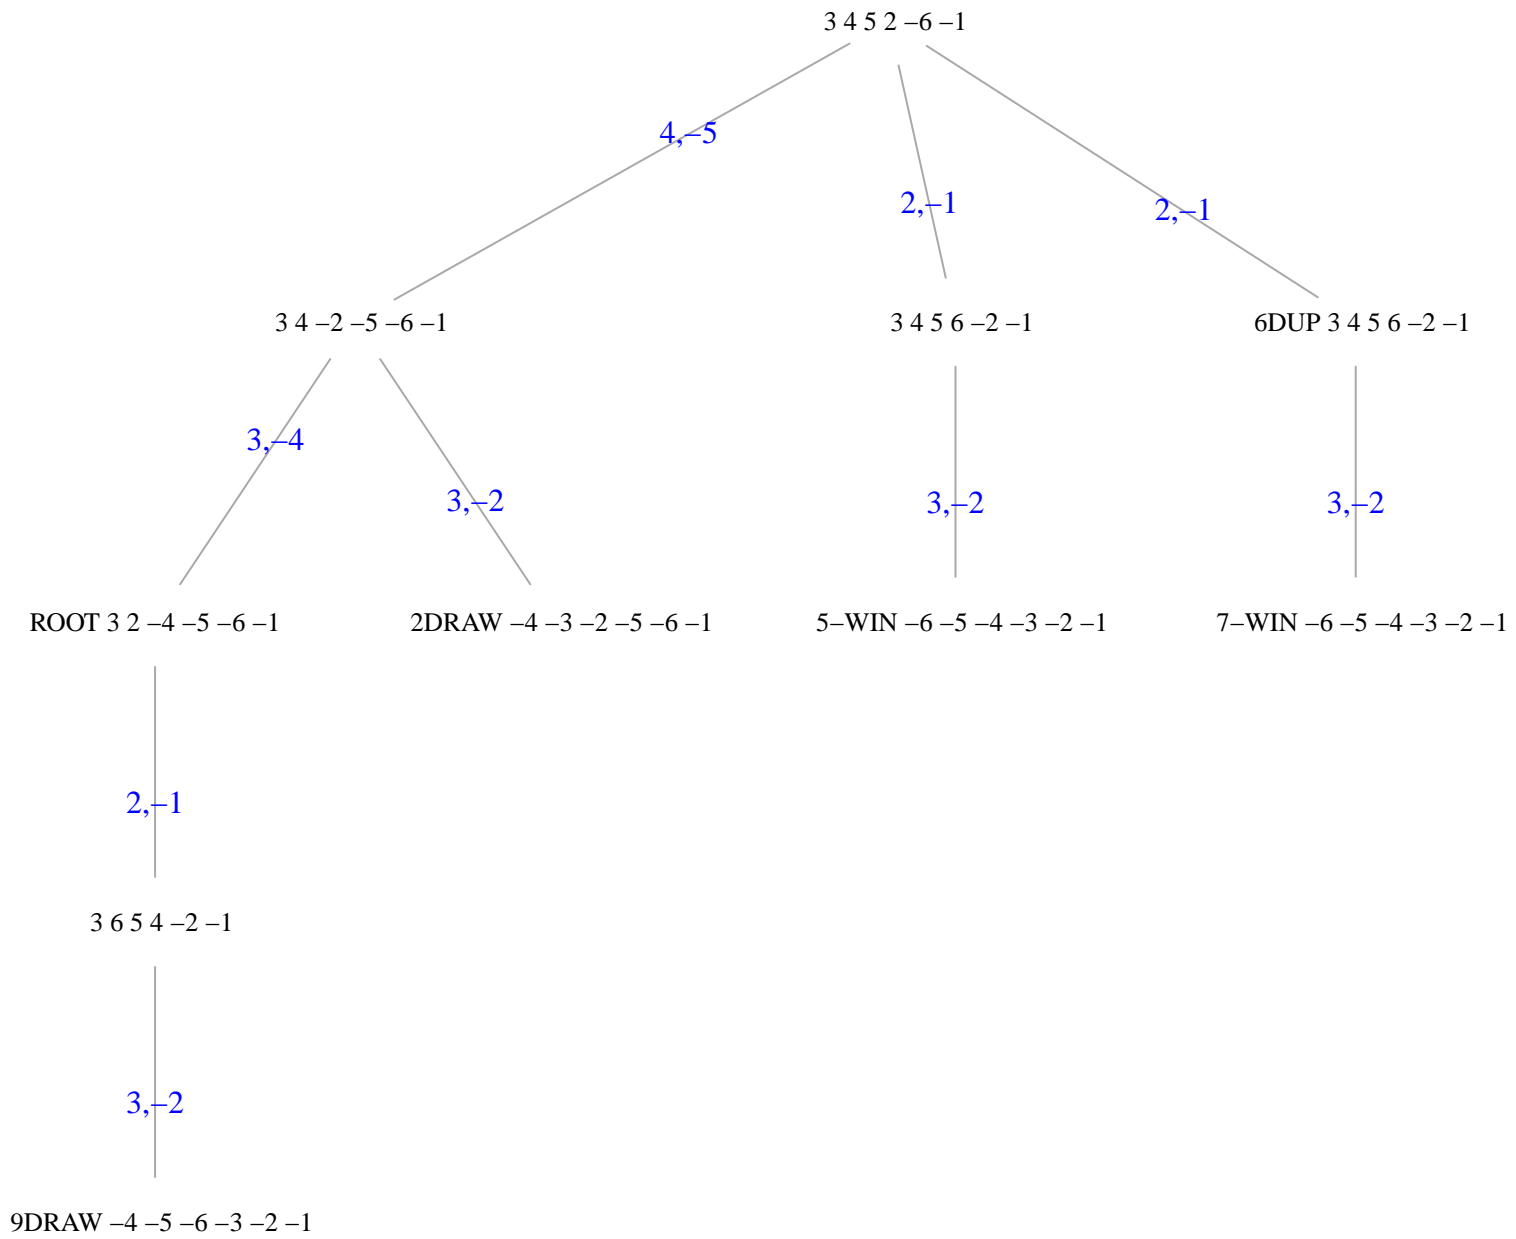 3 4 5 2 –6 –1
4,–5
2,–1
2,–1
3 4 –2 –5 –6 –1
3 4 5 6 –2 –1
6DUP 3 4 5 6 –2 –1
3,–4
3,–2
3,–2
3,–2
ROOT 3 2 –4 –5 –6 –1
2DRAW –4 –3 –2 –5 –6 –1
5–WIN –6 –5 –4 –3 –2 –1
7–WIN –6 –5 –4 –3 –2 –1
2,–1
3 6 5 4 –2 –1
3,–2
9DRAW –4 –5 –6 –3 –2 –1